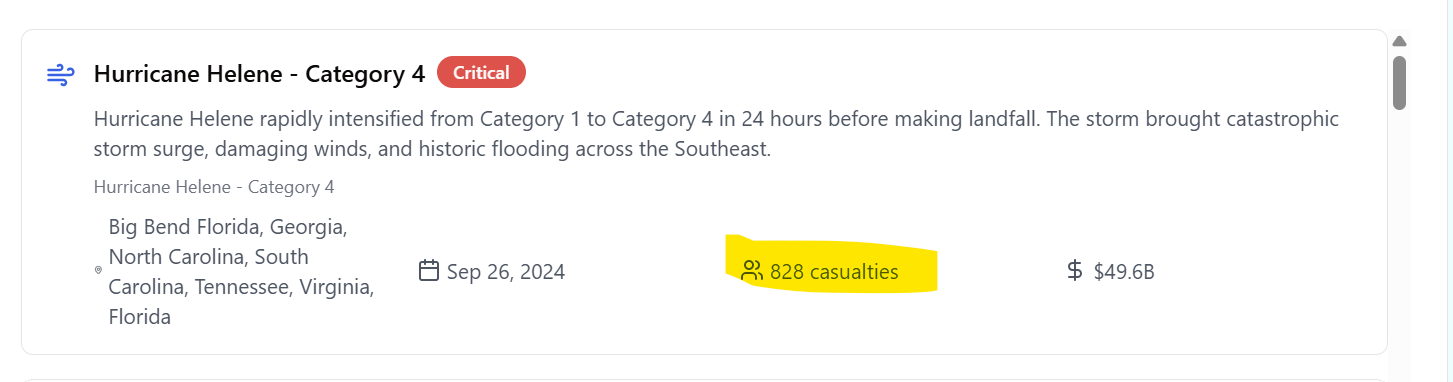 Hurricane Helene - Category 4 Critical
Hurricane Helene rapidly intensified from Category 1 to Category 4 in 24 hours before making landfall. The storm brought catastrophic
storm surge, damaging winds, and historic flooding across the Southeast.
Hurricane Helene - Category 4
Big Bend Florida, Georgia,
North Carolina, South
Carolina, Tennessee, Virginia,
Florida
Sep 26, 2024
828 casualties
$49.6B